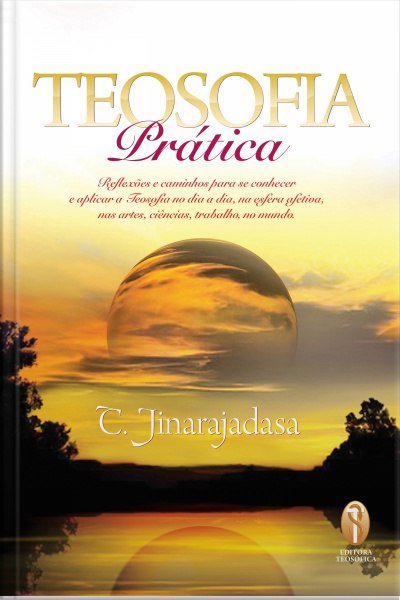 TEOSOFIA
Prática
Reflexões e caminhos para se conhecer
e aplicar a Teosofia no dia a dia, na esfera afetiva,
nas artes, ciências, trabalho, no mundo.
C. Jinarajadasa
EDITORA
TEOSÓFICA